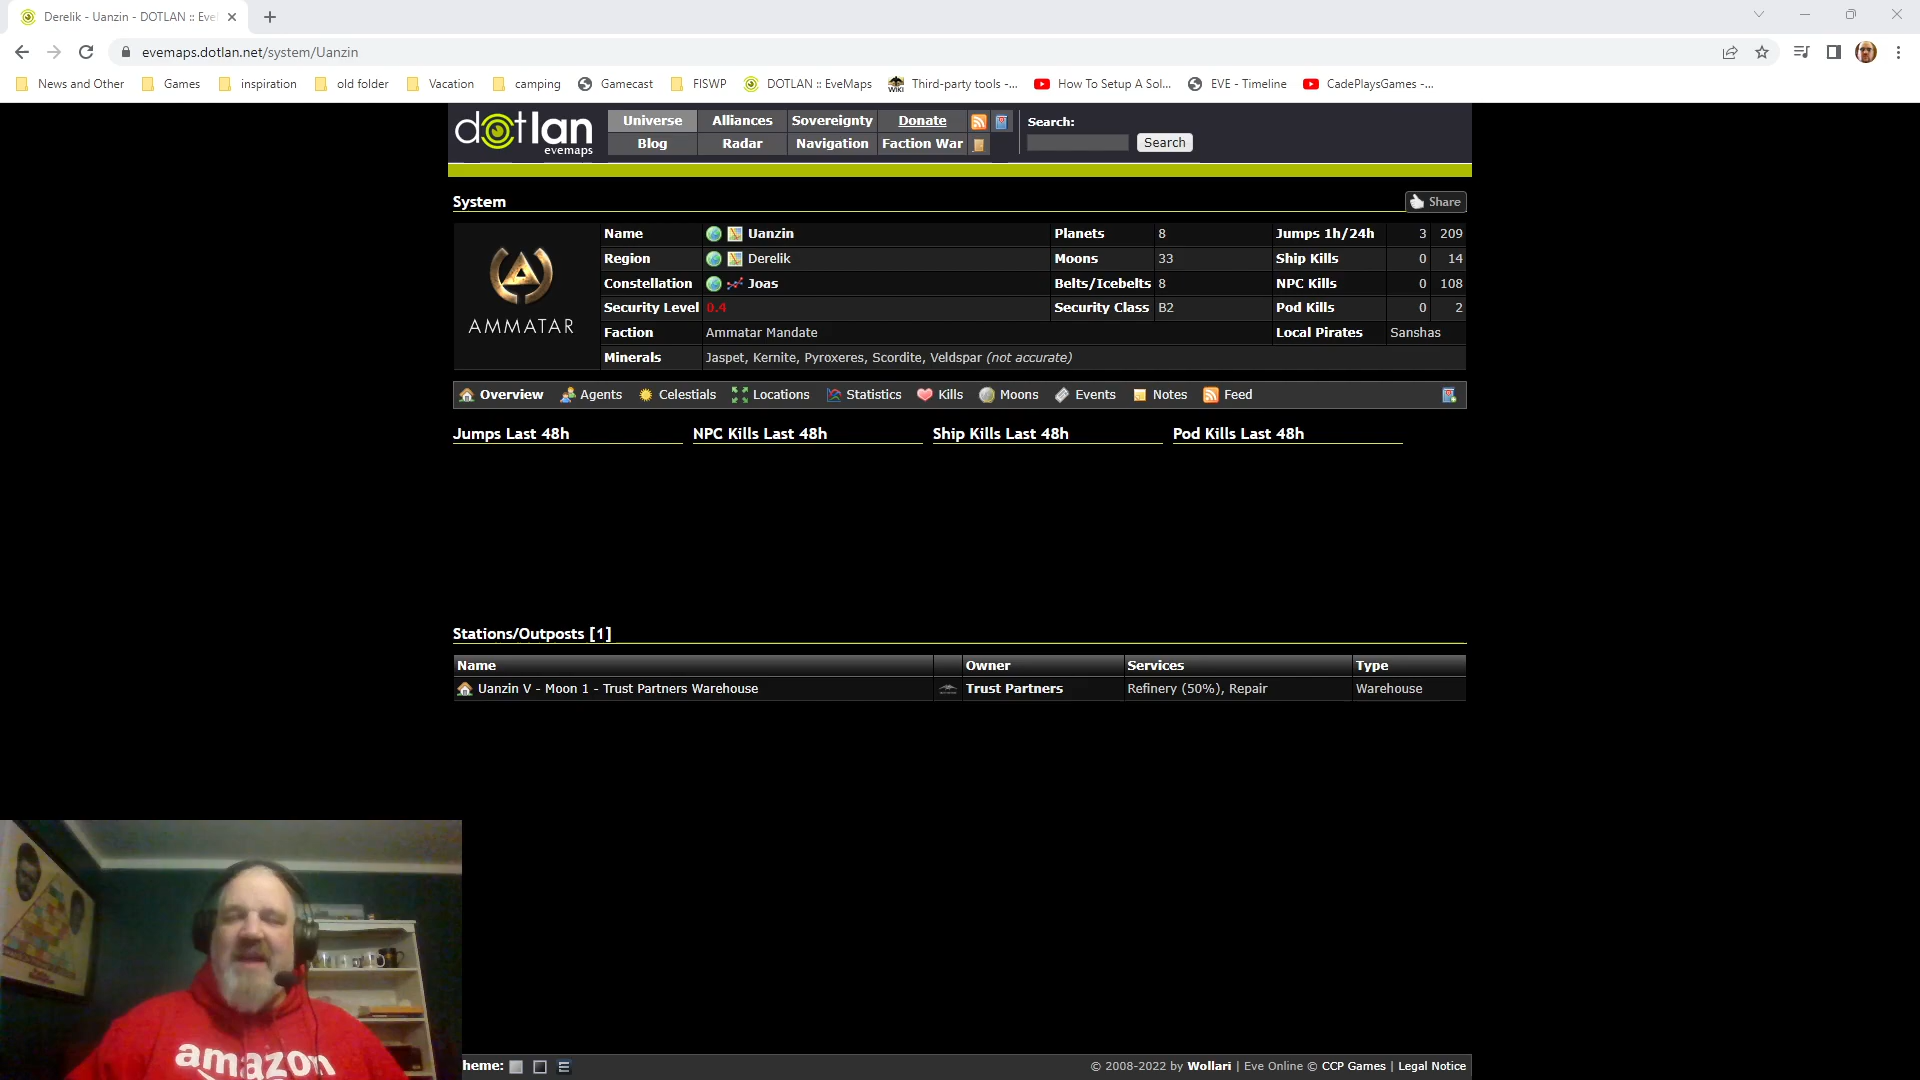 Derelik - Uanzin - DOTLAN :: Eve
evemaps.dotlan.net/system/Uanzin
News and Other Games inspiration old folder Vacation camping Gamecast FISWP DOTLAN :: EveMaps Third-party tools -... How To Setup A Sol... EVE - Timeline CadePlaysGames -...
dotlan
evemaps
Universe Alliances Sovereignty Donate
Blog Radar Navigation Faction War
Search:
Search
System
Share
AMMATAR
Name Uanzin Planets 8 Jumps 1h/24h 3 209
Region Derelik Moons 33 Ship Kills 0 14
Constellation Joas Belts/Icebelts 8 NPC Kills 0 108
Security Level 0.4 Security Class B2 Pod Kills 0 2
Faction Ammatar Mandate Local Pirates Sanshas
Minerals Jaspet, Kernite, Pyroxeres, Scordite, Veldspar (not accurate)
Overview Agents Celestials Locations Statistics Kills Moons Events Notes Feed
Jumps Last 48h NPC Kills Last 48h Ship Kills Last 48h Pod Kills Last 48h
Stations/Outposts [1]
Name Owner Services Type
Uanzin V - Moon 1 - Trust Partners Warehouse Trust Partners Refinery (50%), Repair Warehouse
amazon
heme:
© 2008-2022 by Wollari | Eve Online © CCP Games | Legal Notice